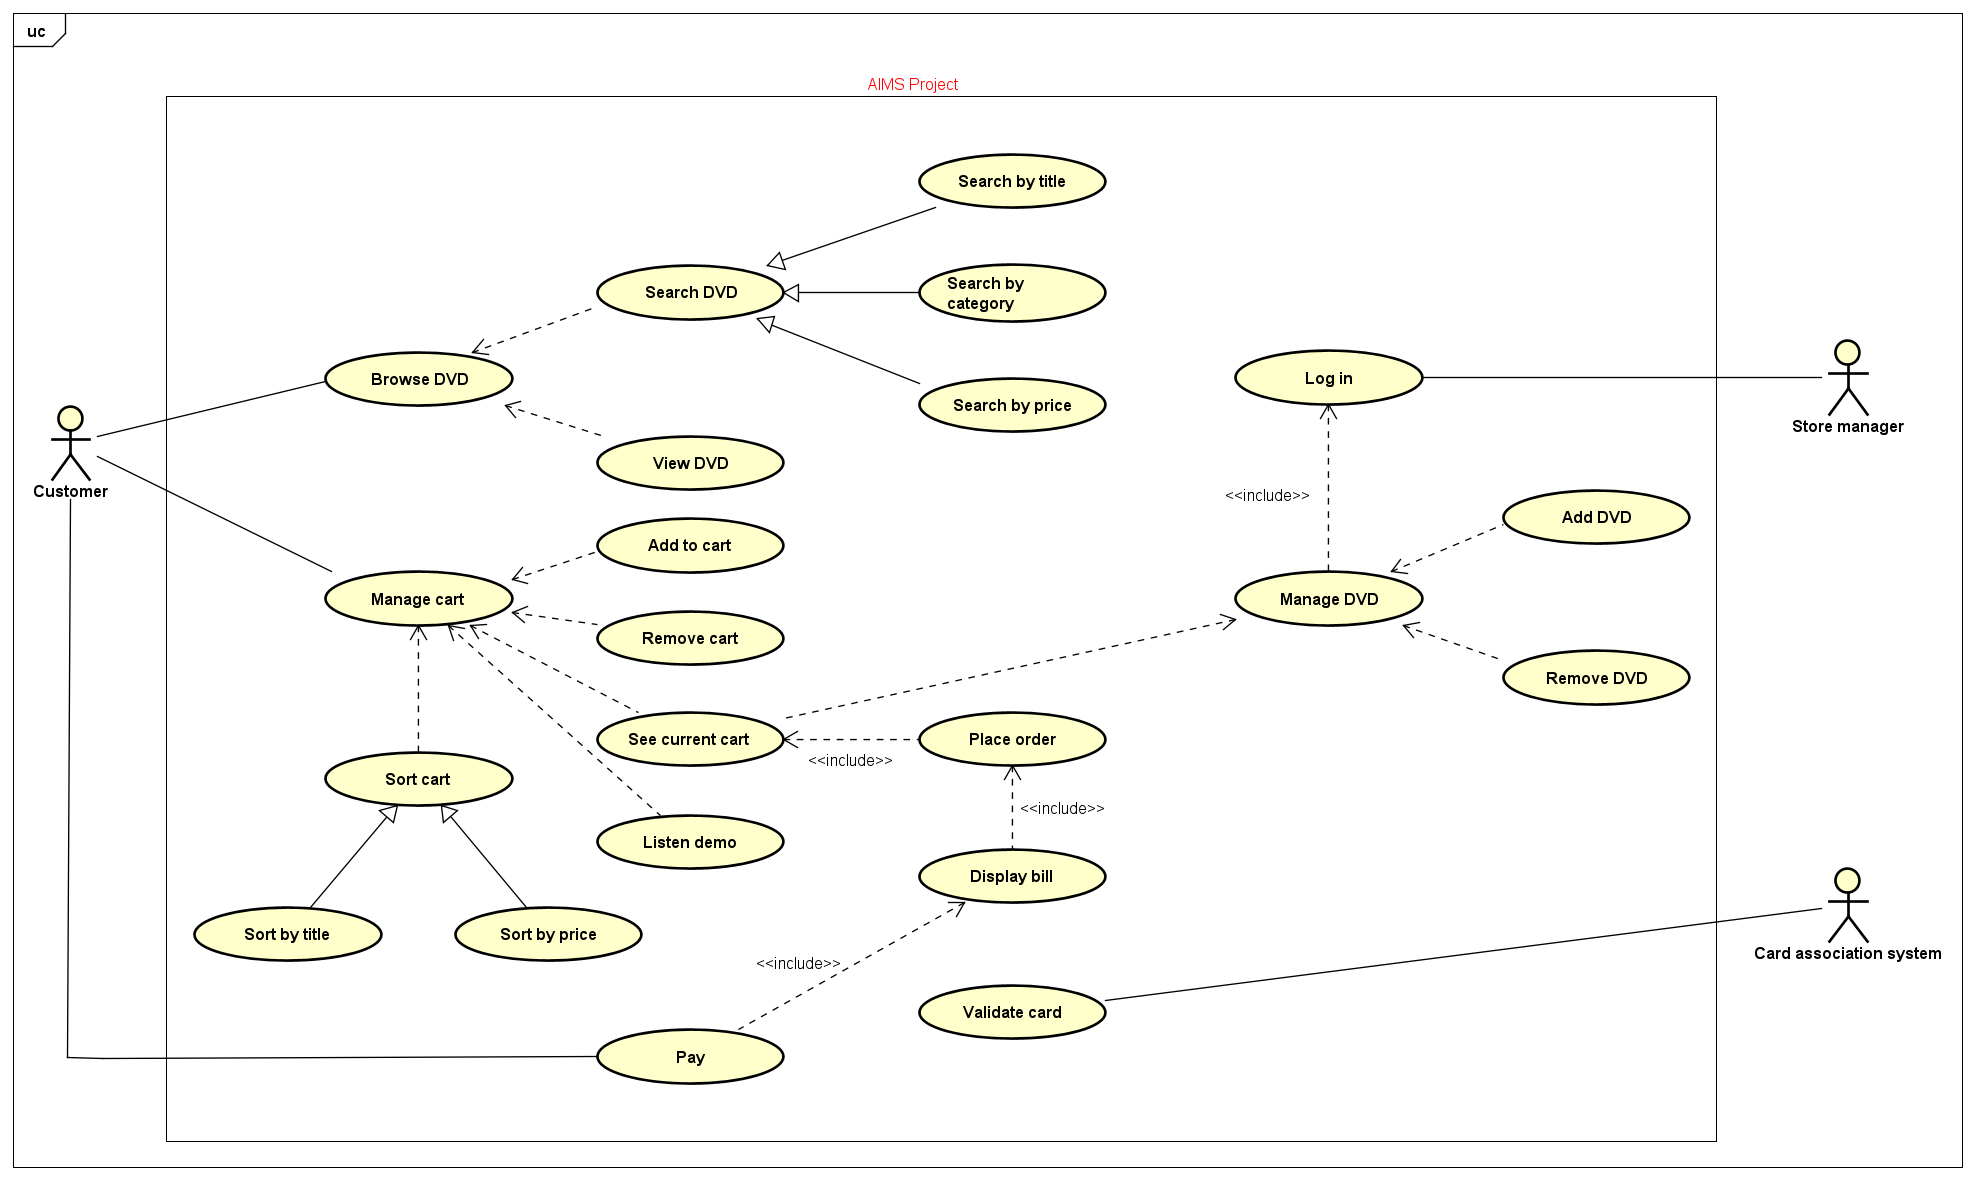 uc
AIMS Project
Search by title
Search DVD
Search by
category
Browse DVD
Log in
Search by price
Store manager
View DVD
Customer
<<include>>
Add DVD
Add to cart
Manage cart
Manage DVD
Remove cart
Remove DVD
See current cart
Place order
<<include>>
Sort cart
<<include>>
Listen demo
Display bill
Sort by title
Sort by price
Card association system
<<include>>
Validate card
Pay